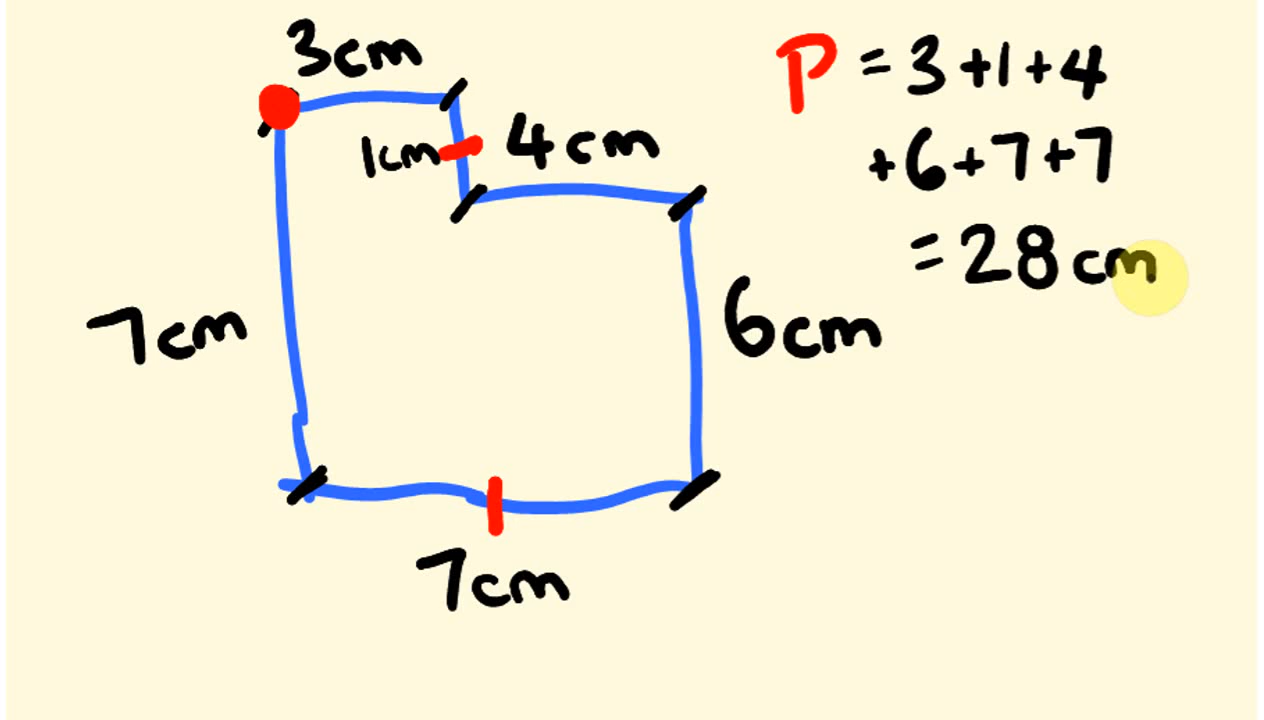 3cm
P = 3 +1 + 4
1cm 4cm
+6+7+7
= 28 cm
7cm
6cm
7cm